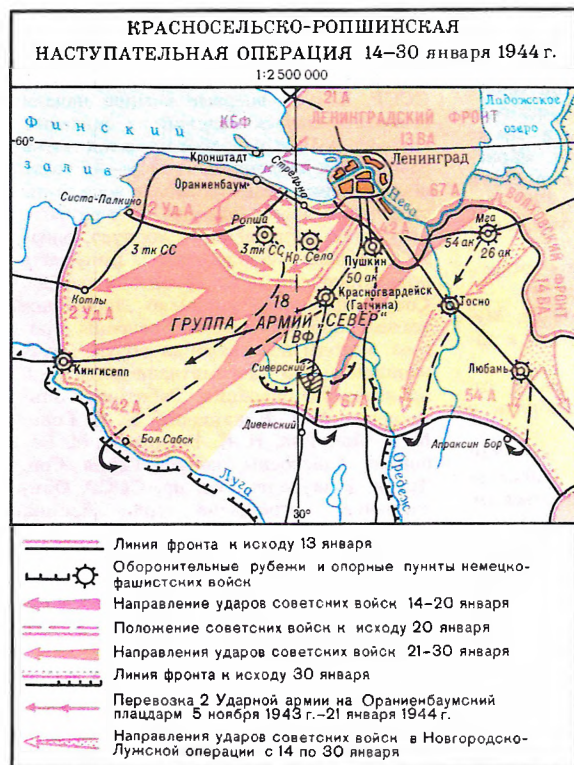 КРАСНОСЕЛЬСКО-РОПШИНСКАЯ
НАСТУПАТЕЛЬНАЯ ОПЕРАЦИЯ 14–30 января 1944 г.
1:2 500 000
21 А
КБФ
ЛЕНИНГРАДСКИЙ ФРОНТ
13 ВА
Ладожское
озеро
Финский
залив
60°
Кронштадт
Ораниенбаум
Стрельна
Ленинград
Нева
67 А
ВОЛХОВСКИЙ ФРОНТ
14 ВА
Систа-Палкино
2 Уд.А
Ропша
3 тк СС
Кр. Село
42 А
Пушкин
50 ак
54 ак
Мга
26 ак
3 тк СС
Котлы
2 Уд.А
18
Красногвардейск
(Гатчина)
Тосно
ГРУППА АРМИЙ „СЕВЕР"
1 ВФ
Кингисепп
Сиверский
Любань
42 А
67 А
54 А
Бол. Сабск
Дивенский
Апраксин Бор
Луга
Оредеж
30°
Линия фронта к исходу 13 января
Оборонительные рубежи и опорные пункты немецко-
фашистских войск
Направление ударов советских войск 14–20 января
Положение советских войск к исходу 20 января
Направления ударов советских войск 21–30 января
Линия фронта к исходу 30 января
Перевозка 2 Ударной армии на Ораниенбаумский
плацдарм 5 ноября 1943 г.–21 января 1944 г.
Направления ударов советских войск в Новгородско-
Лужской операции с 14 по 30 января